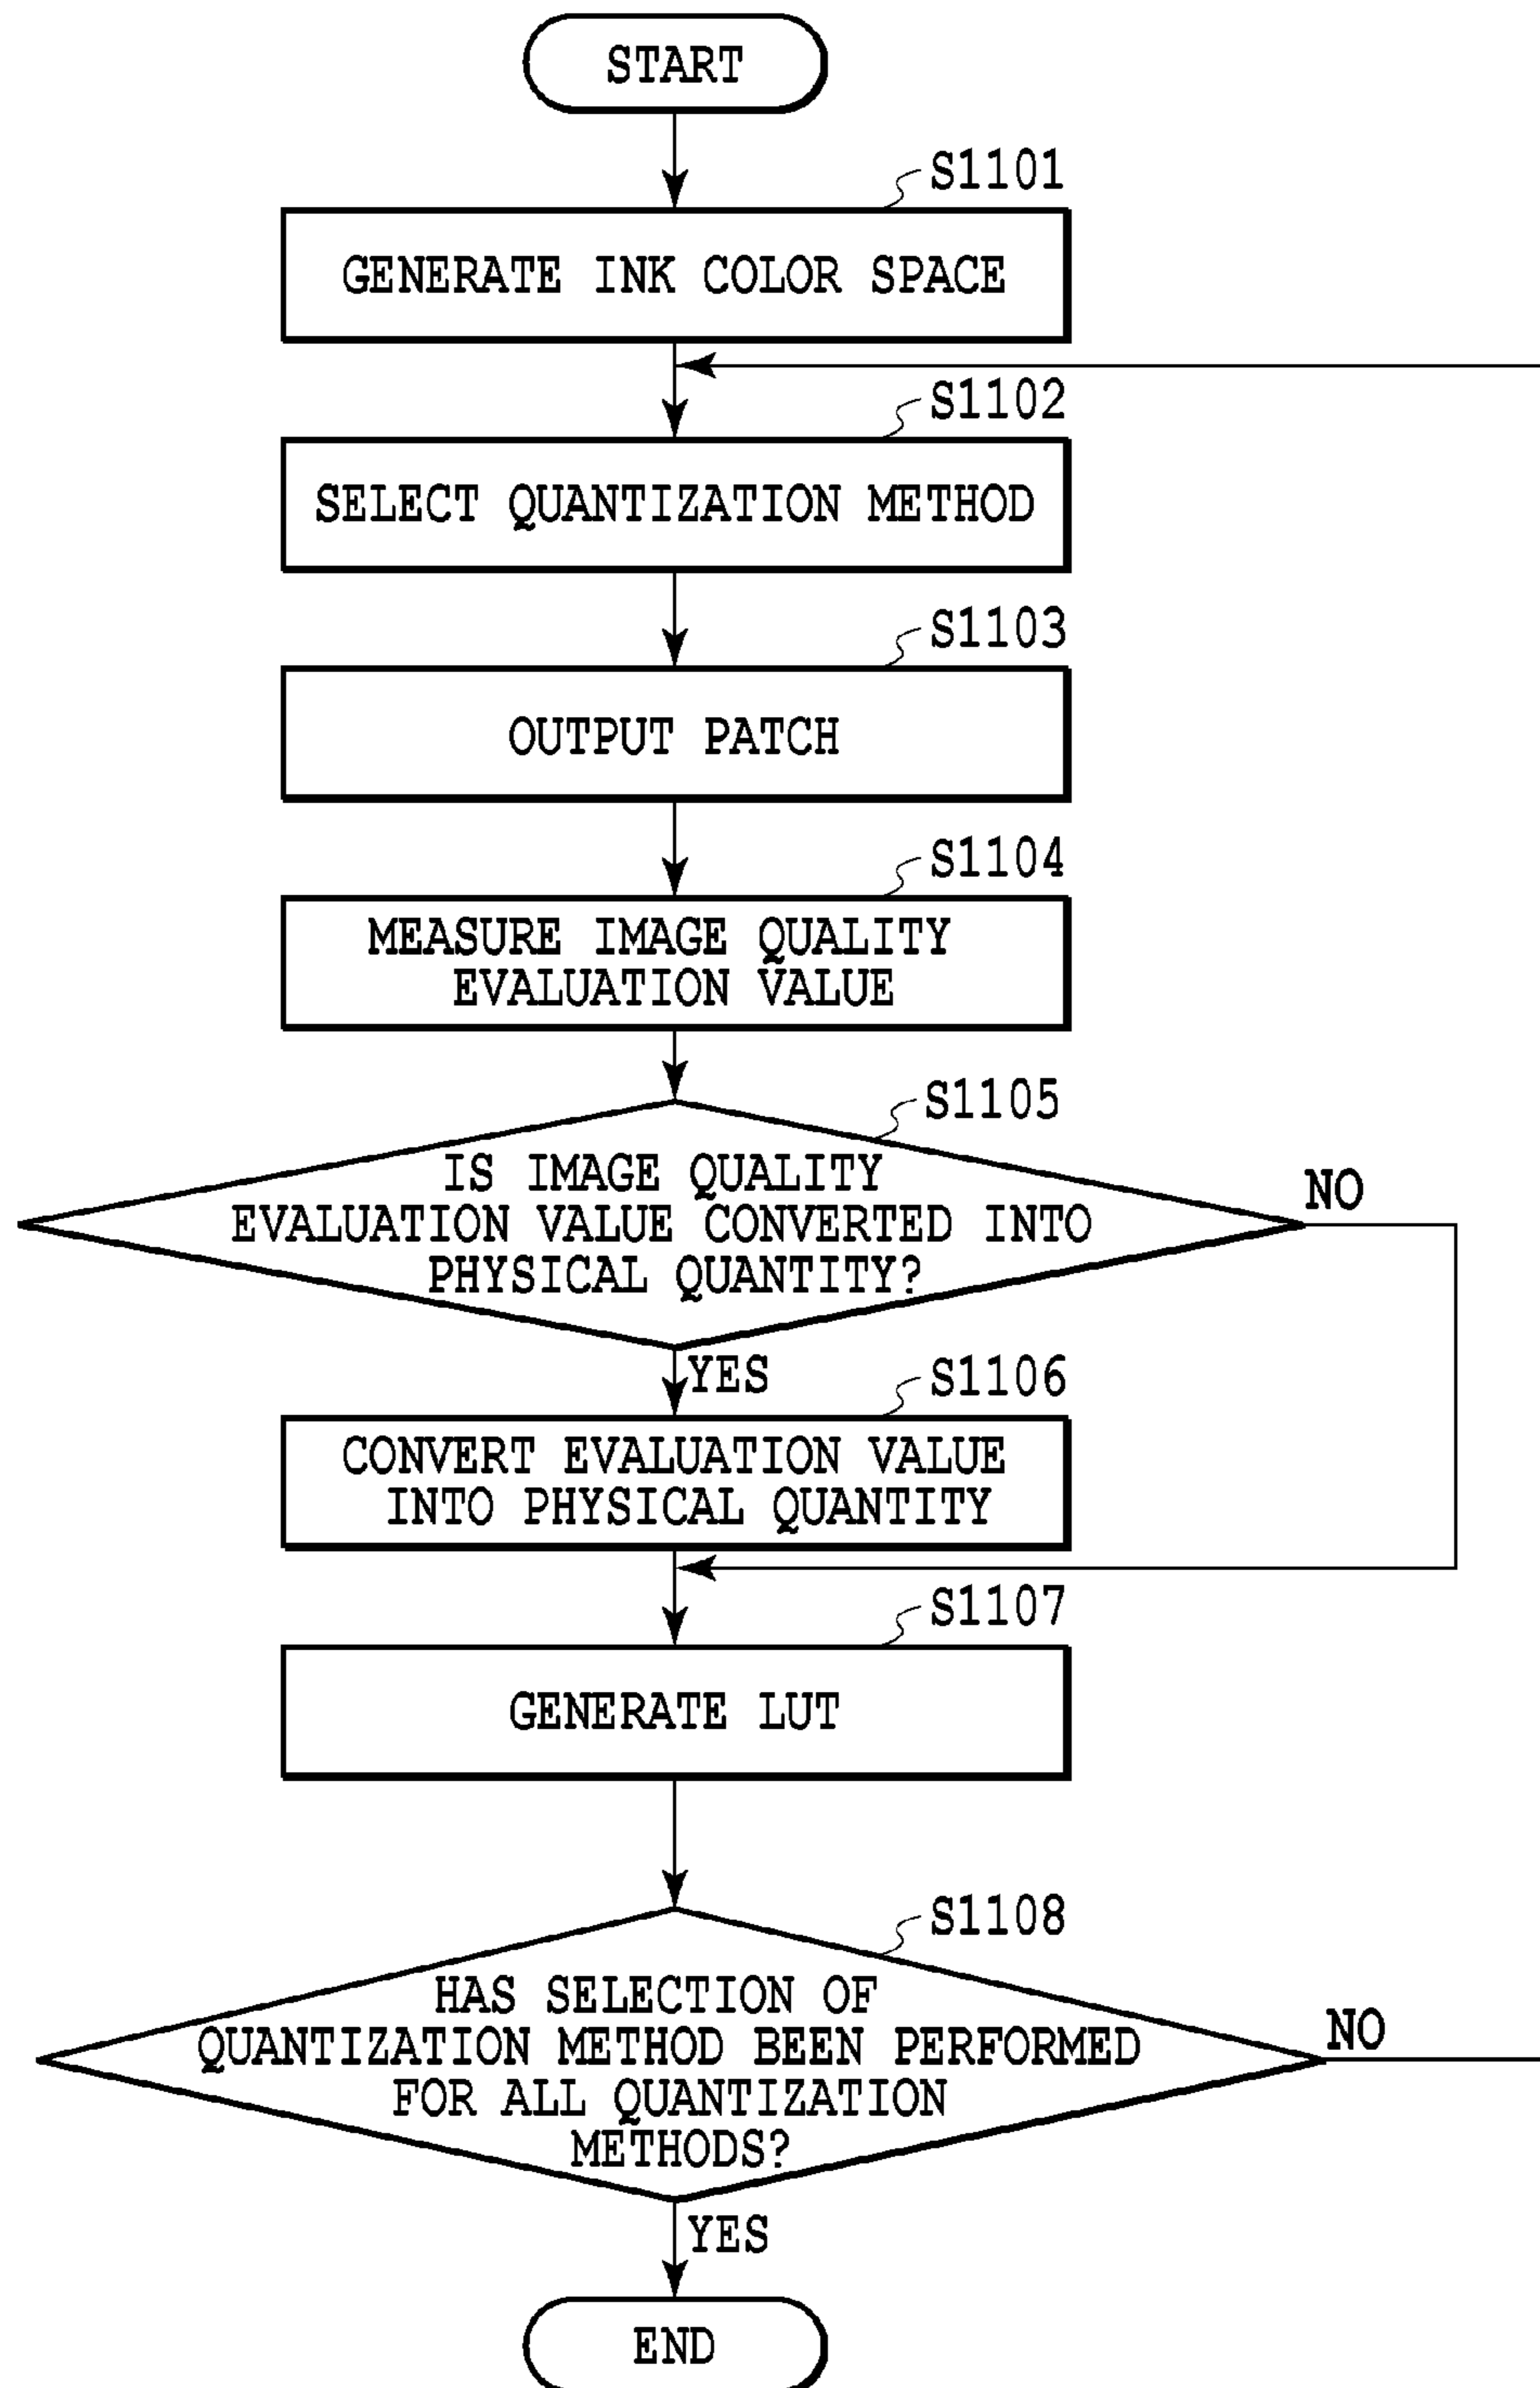 START
S1101
GENERATE INK COLOR SPACE
S1102
SELECT QUANTIZATION METHOD
S1103
OUTPUT PATCH
S1104
MEASURE IMAGE QUALITY
EVALUATION VALUE
S1105
IS IMAGE QUALITY
EVALUATION VALUE CONVERTED INTO
PHYSICAL QUANTITY?
NO
YES
S1106
CONVERT EVALUATION VALUE
INTO PHYSICAL QUANTITY
S1107
GENERATE LUT
S1108
HAS SELECTION OF
QUANTIZATION METHOD BEEN PERFORMED
FOR ALL QUANTIZATION
METHODS?
NO
YES
END